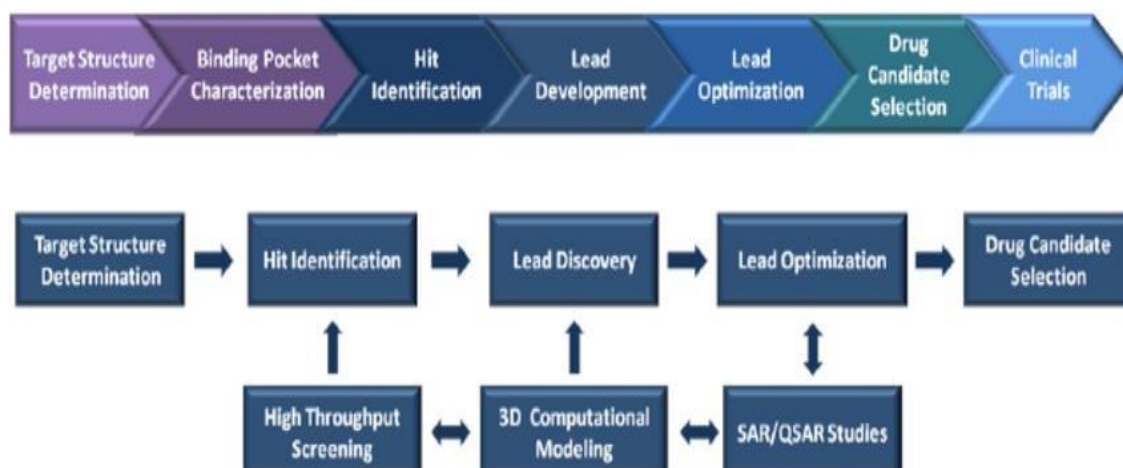 Target Structure
Determination
Binding Pocket
Characterization
Hit
Identification
Lead
Development
Lead
Optimization
Drug
Candidate
Selection
Clinical
Trials
Target Structure
Determination
Hit Identification
Lead Discovery
Lead Optimization
Drug Candidate
Selection
High Throughput
Screening
3D Computational
Modeling
SAR/QSAR Studies